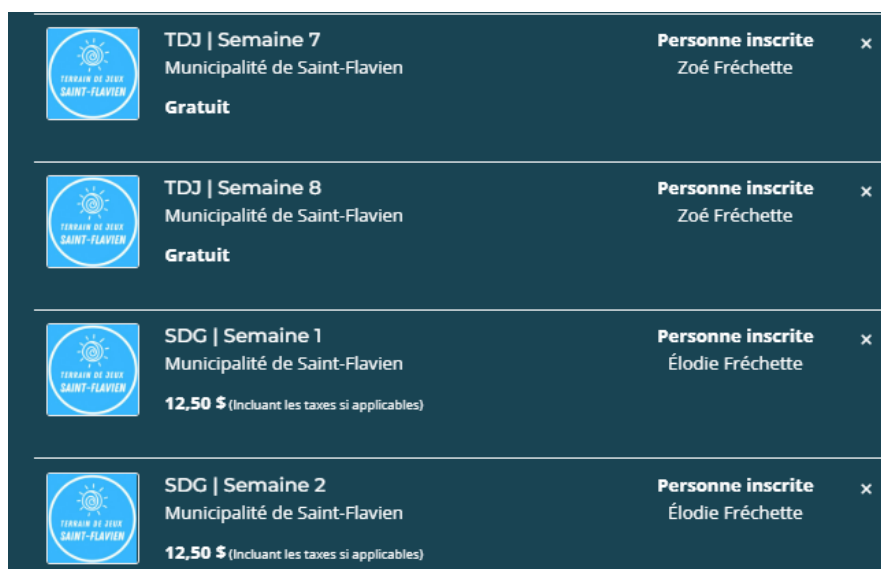 TERRAIN DE JEUX
SAINT-FLAVIEN
TDJ | Semaine 7
Municipalité de Saint-Flavien
Gratuit
Personne inscrite
Zoé Fréchette
×
TERRAIN DE JEUX
SAINT-FLAVIEN
TDJ | Semaine 8
Municipalité de Saint-Flavien
Gratuit
Personne inscrite
Zoé Fréchette
×
TERRAIN DE JEUX
SAINT-FLAVIEN
SDG | Semaine 1
Municipalité de Saint-Flavien
12,50 $ (Incluant les taxes si applicables)
Personne inscrite
Élodie Fréchette
×
TERRAIN DE JEUX
SAINT-FLAVIEN
SDG | Semaine 2
Municipalité de Saint-Flavien
12,50 $ (Incluant les taxes si applicables)
Personne inscrite
Élodie Fréchette
×